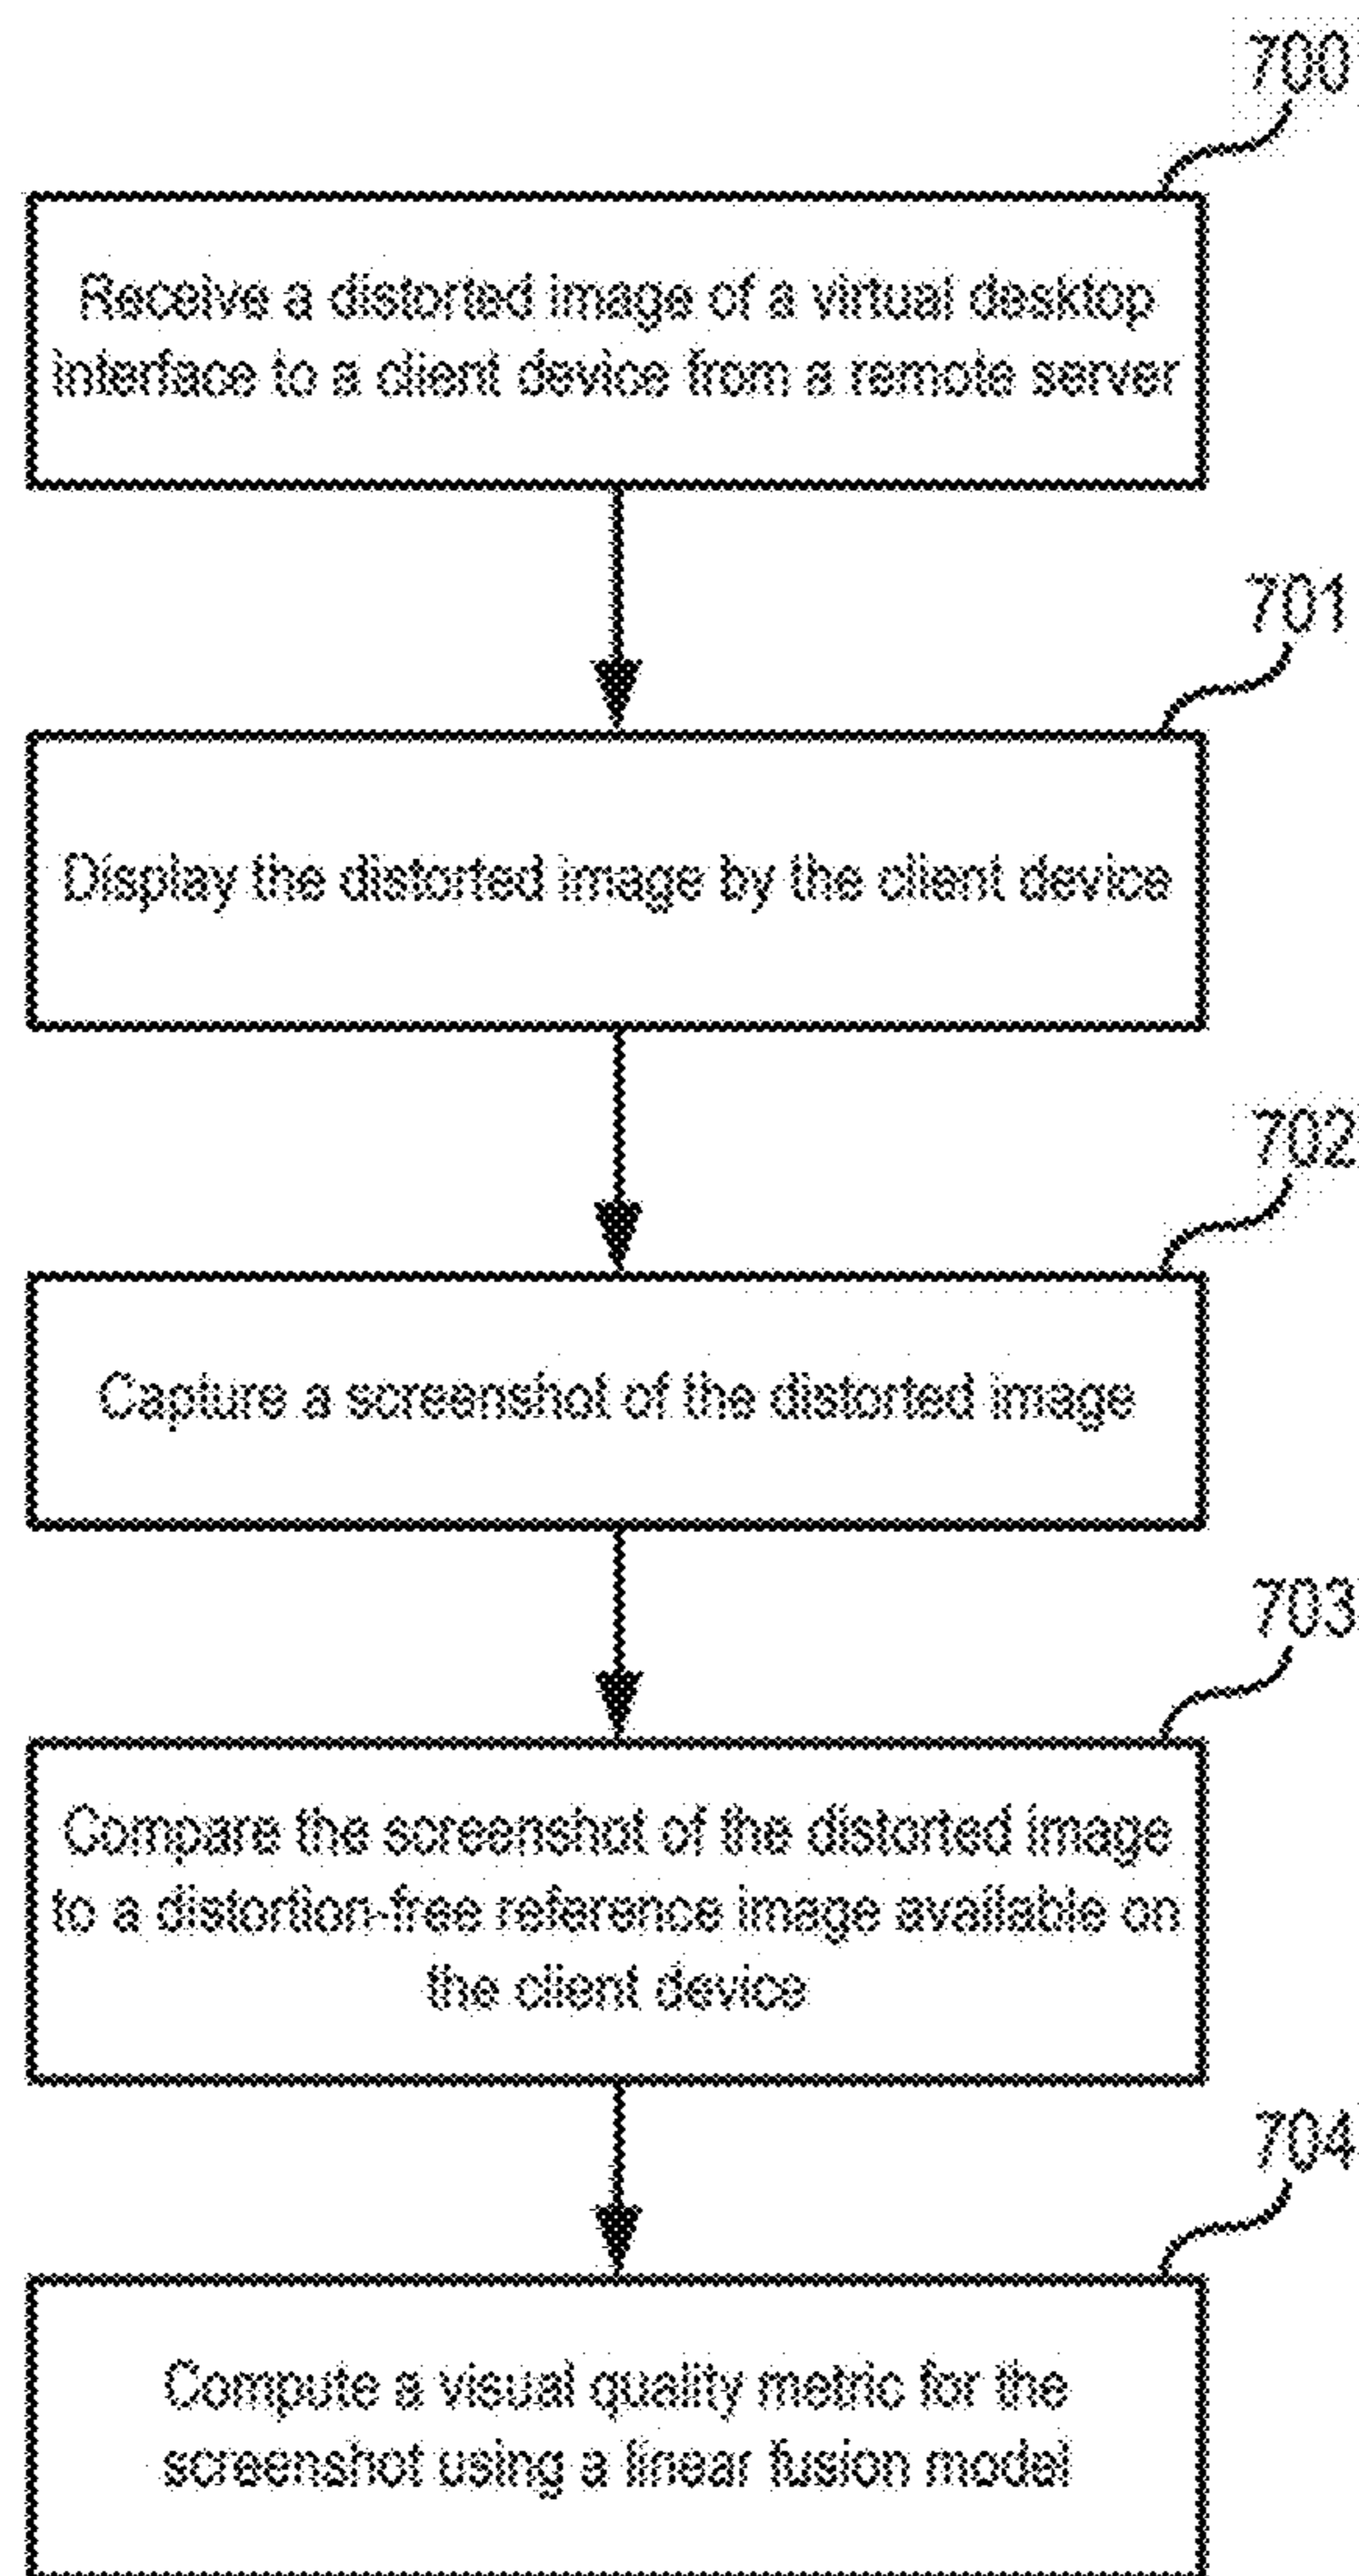 700
Receive a distorted image of a virtual desktop
interface to a client device from a remote server
701
Display the distorted image by the client device
702
Capture a screenshot of the distorted image
703
Compare the screenshot of the distorted image
to a distortion-free reference image available on
the client device
704
Compute a visual quality metric for the
screenshot using a linear fusion model